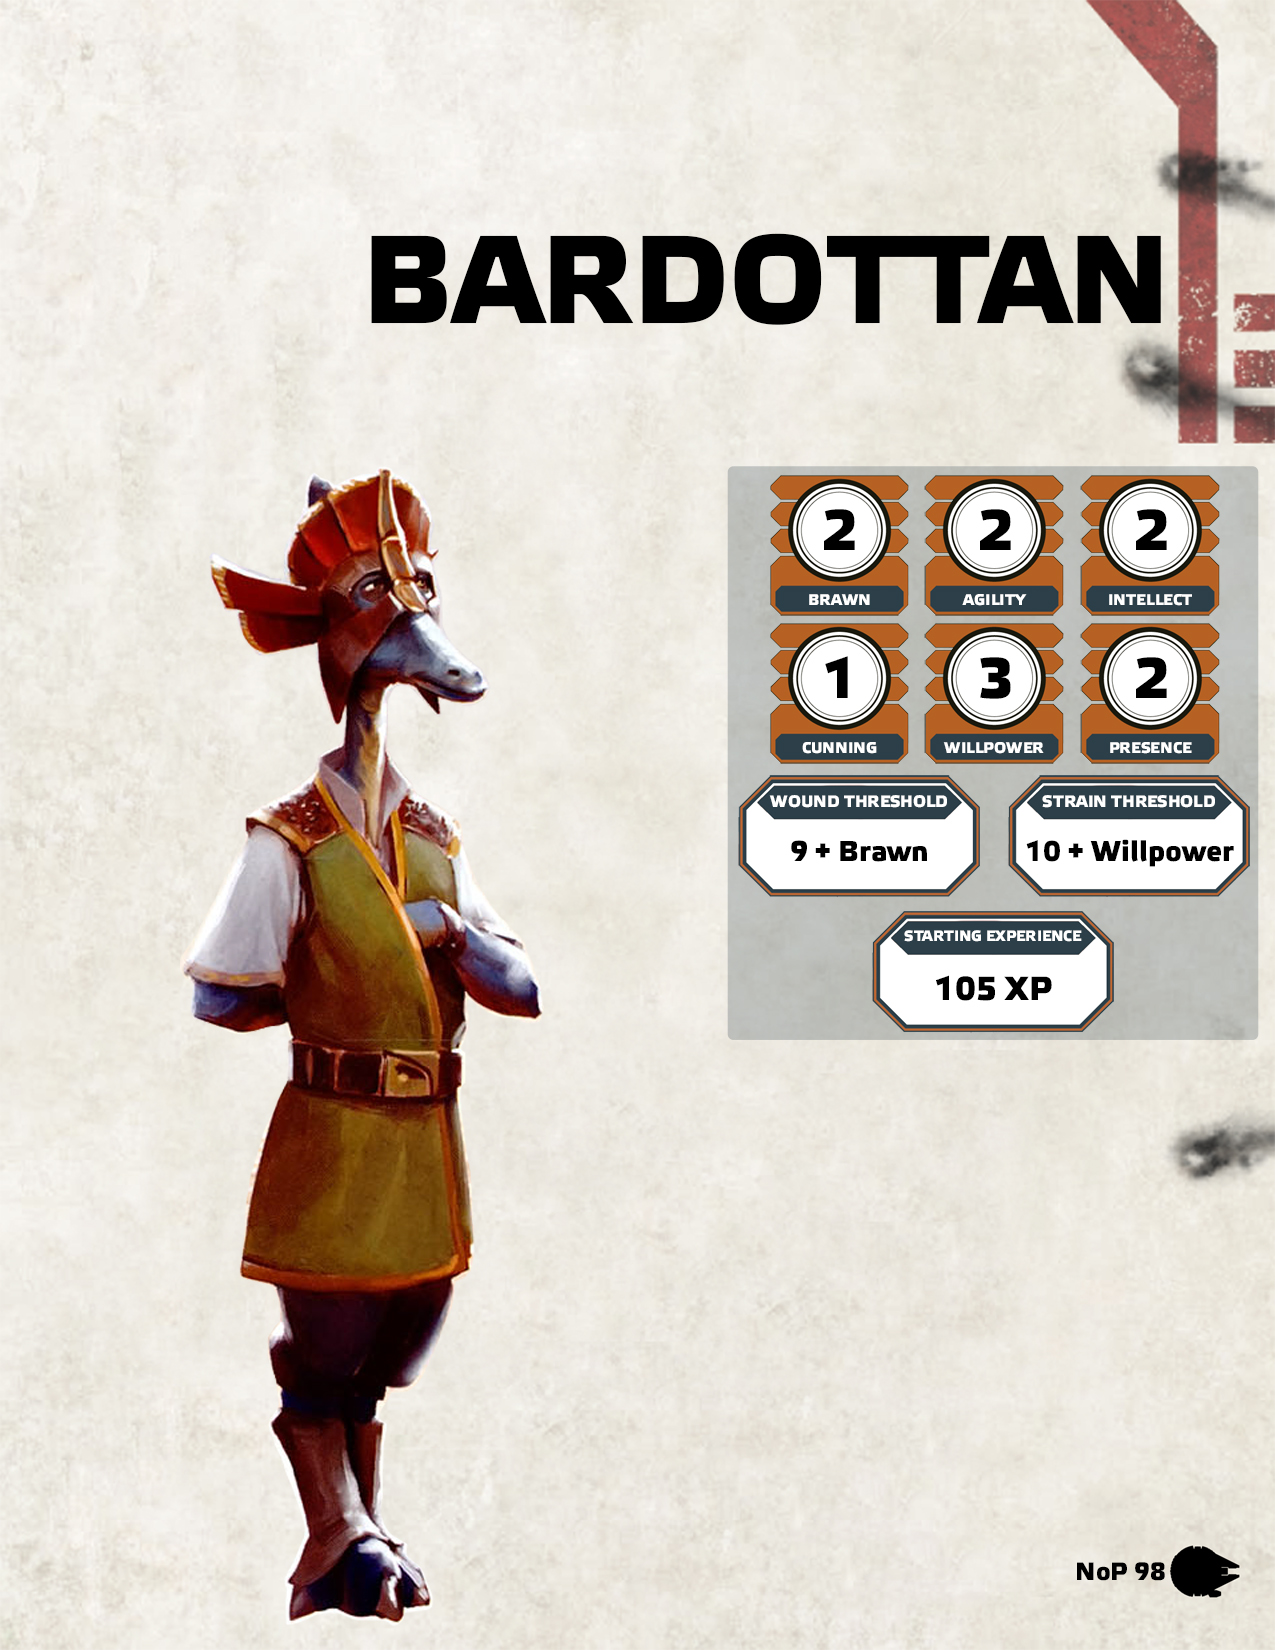 BARDOTTAN
2 2 2
BRAWN AGILITY INTELLECT
1 3 2
CUNNING WILLPOWER PRESENCE
WOUND THRESHOLD STRAIN THRESHOLD
9 + Brawn 10 + Willpower
STARTING EXPERIENCE
105 XP
NoP 98